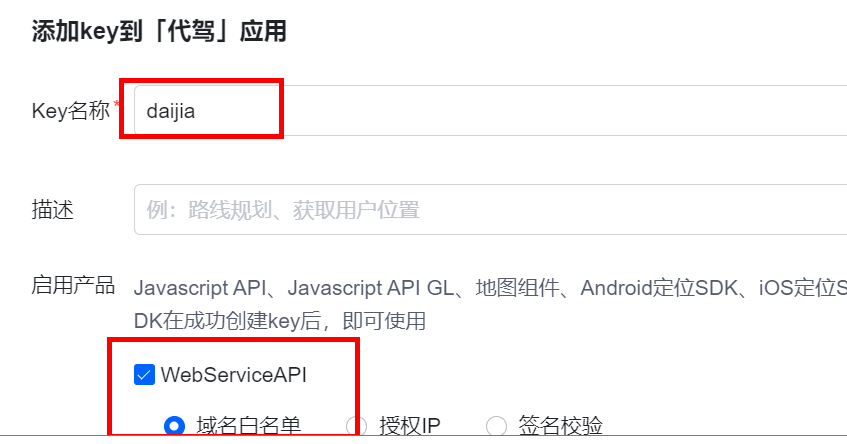 添加key到「代驾」应用
Key名称* daijia
描述 例：路线规划、获取用户位置
启用产品 Javascript API、Javascript API GL、地图组件、Android定位SDK、iOS定位S
DK在成功创建key后，即可使用
WebServiceAPI
域名白名单 授权IP 签名校验